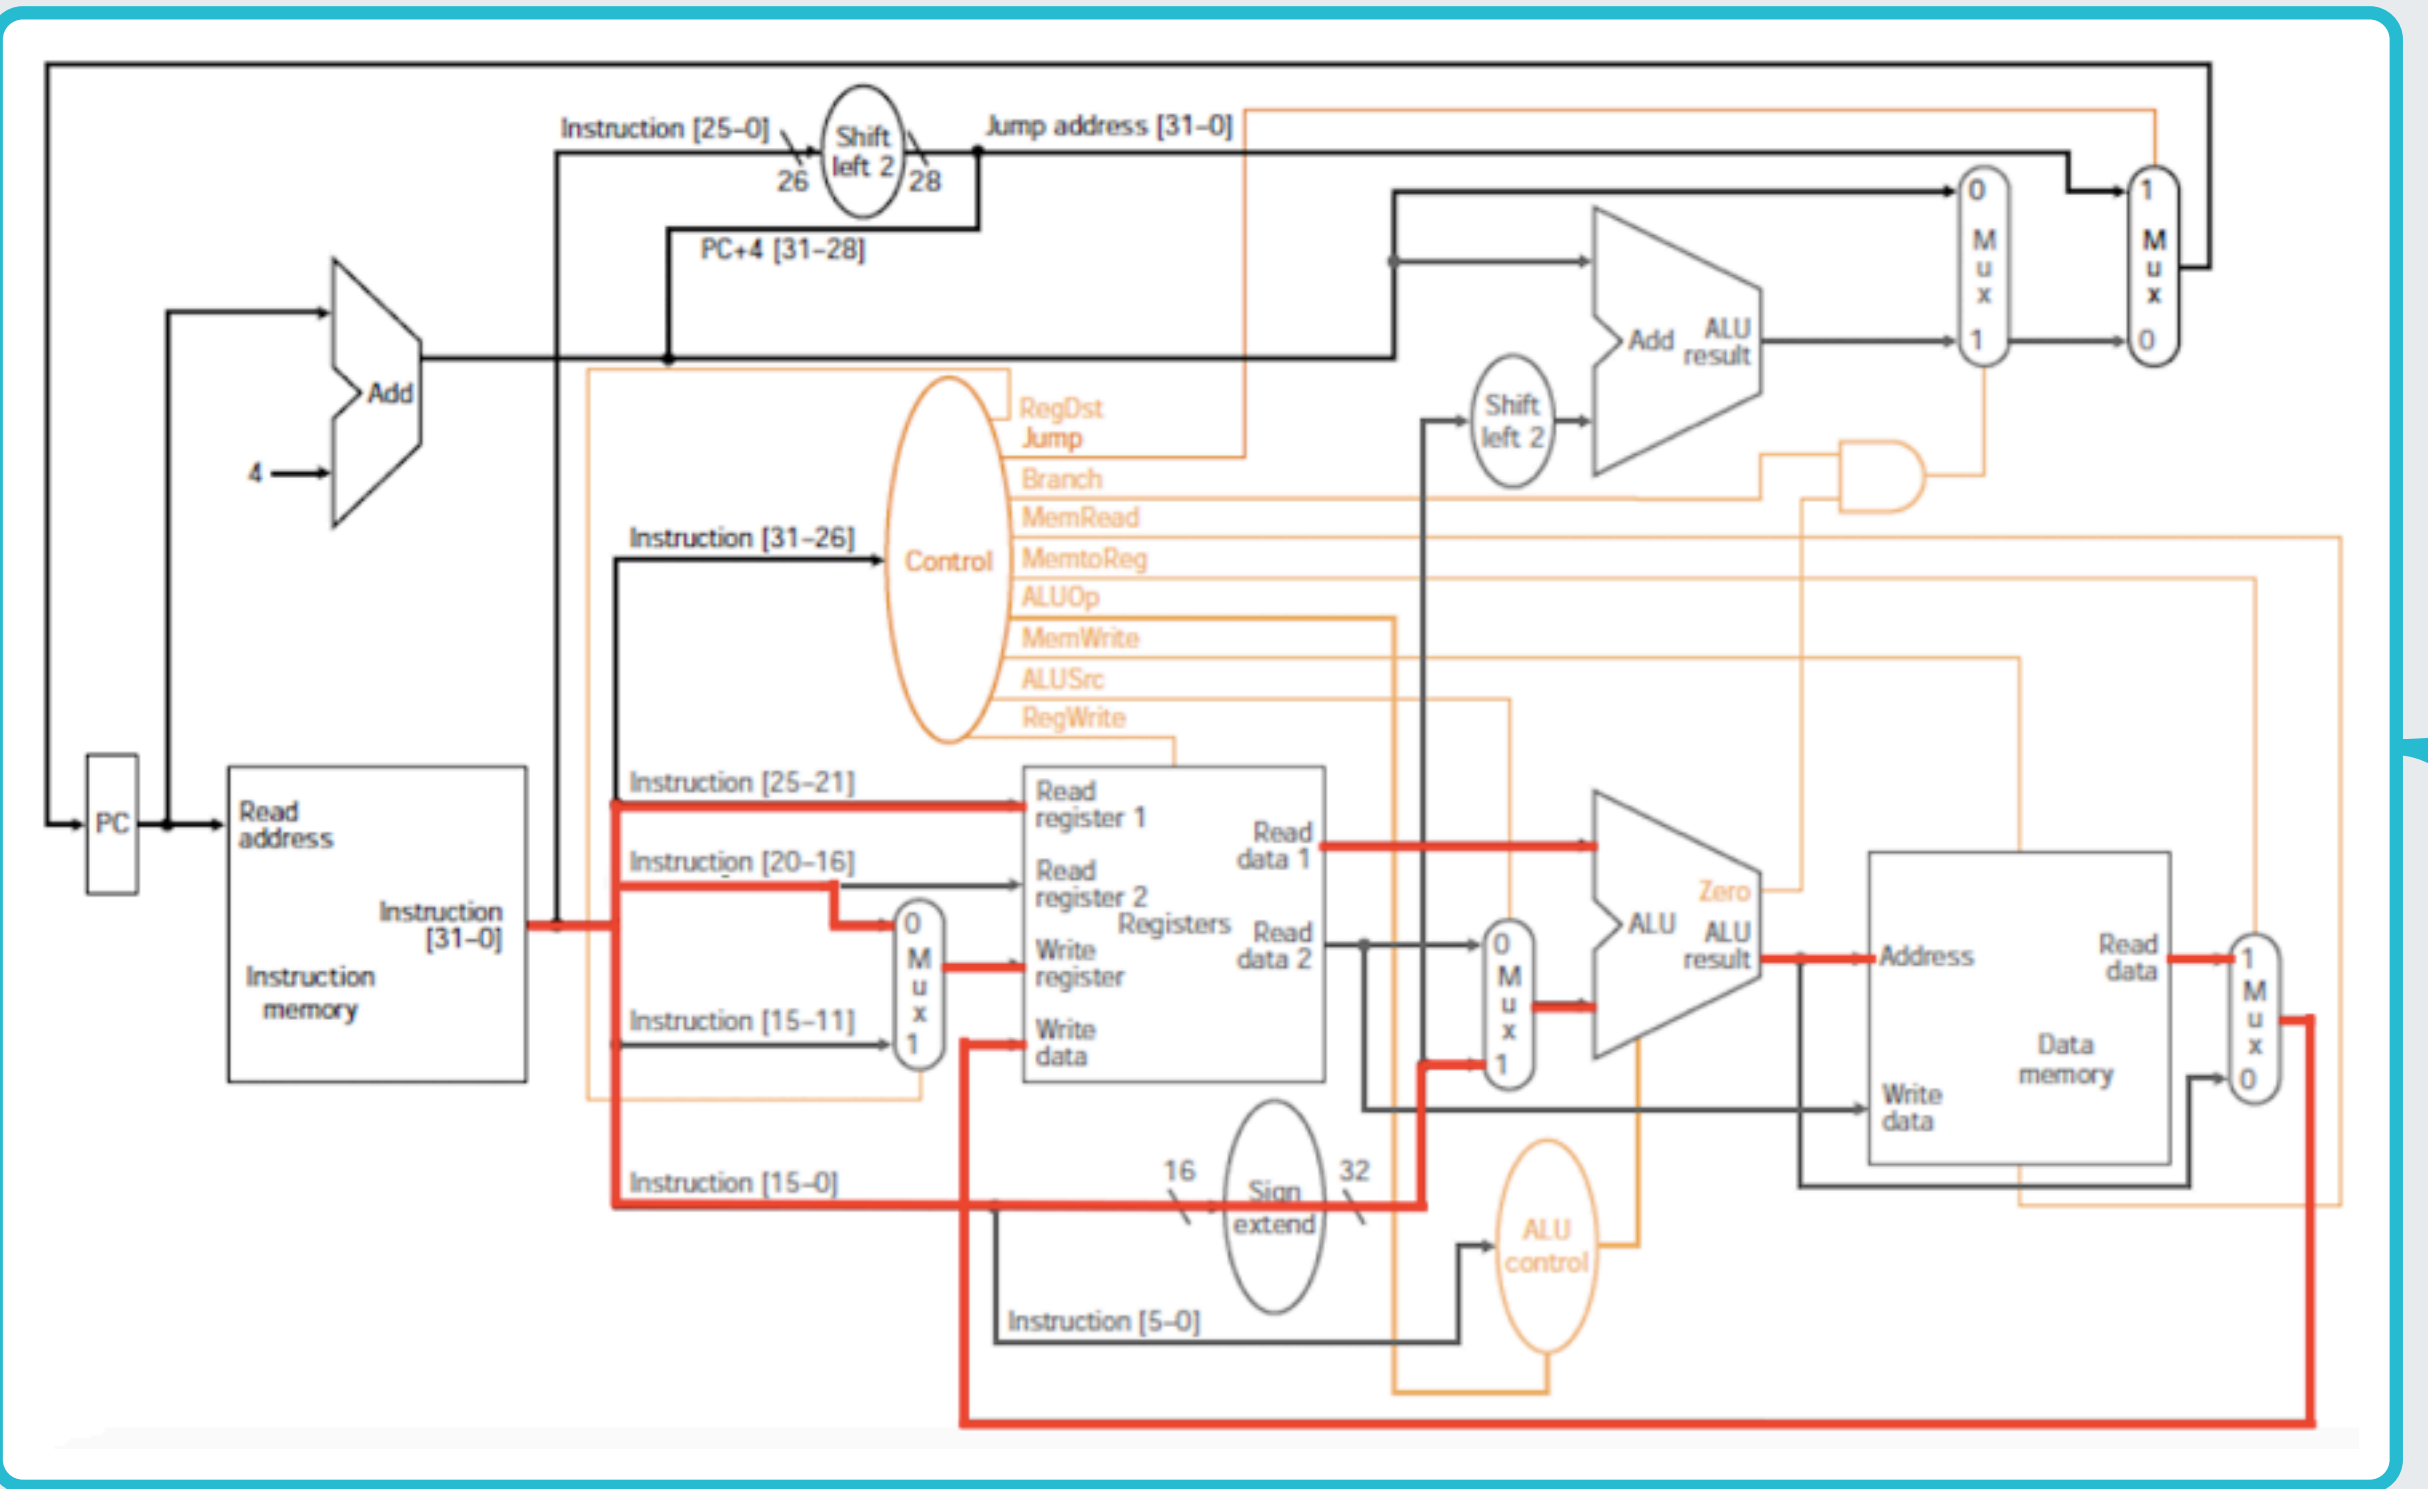 Instruction [25–0]
Shift
left 2
Jump address [31–0]
26
28
PC+4 [31–28]
0
M
u
x
1
1
M
u
x
0
Add
ALU
result
Add
4
Shift
left 2
RegDst
Jump
Branch
MemRead
MemtoReg
ALUOp
MemWrite
ALUSrc
RegWrite
Control
Instruction [31–26]
PC
Read
address
Instruction
[31–0]
Instruction
memory
Instruction [25–21]
Instruction [20–16]
Instruction [15–11]
Instruction [15–0]
0
M
u
x
1
Read
register 1
Read
register 2
Write
register
Write
data
Registers
Read
data 1
Read
data 2
0
M
u
x
1
Zero
ALU
ALU
result
Address
Read
data
Data
memory
Write
data
1
M
u
x
0
16
Sign
extend
32
ALU
control
Instruction [5–0]